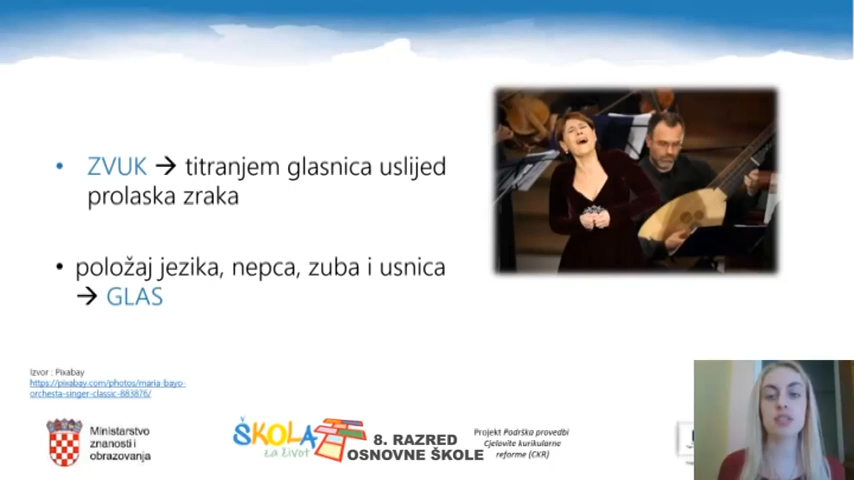 • ZVUK → titranjem glasnica uslijed
prolaska zraka
• položaj jezika, nepca, zuba i usnica
→ GLAS
Izvor : Pixabay
https://pixabay.com/photos/maria-bayo-
orchesta-singer-classic-883876/
Ministarstvo
znanosti i
obrazovanja
ŠKOLA
za život
8. RAZRED
OSNOVNE ŠKOLE
Projekt Podrška provedbi
Cjelovite kurikularne
reforme (CKR)